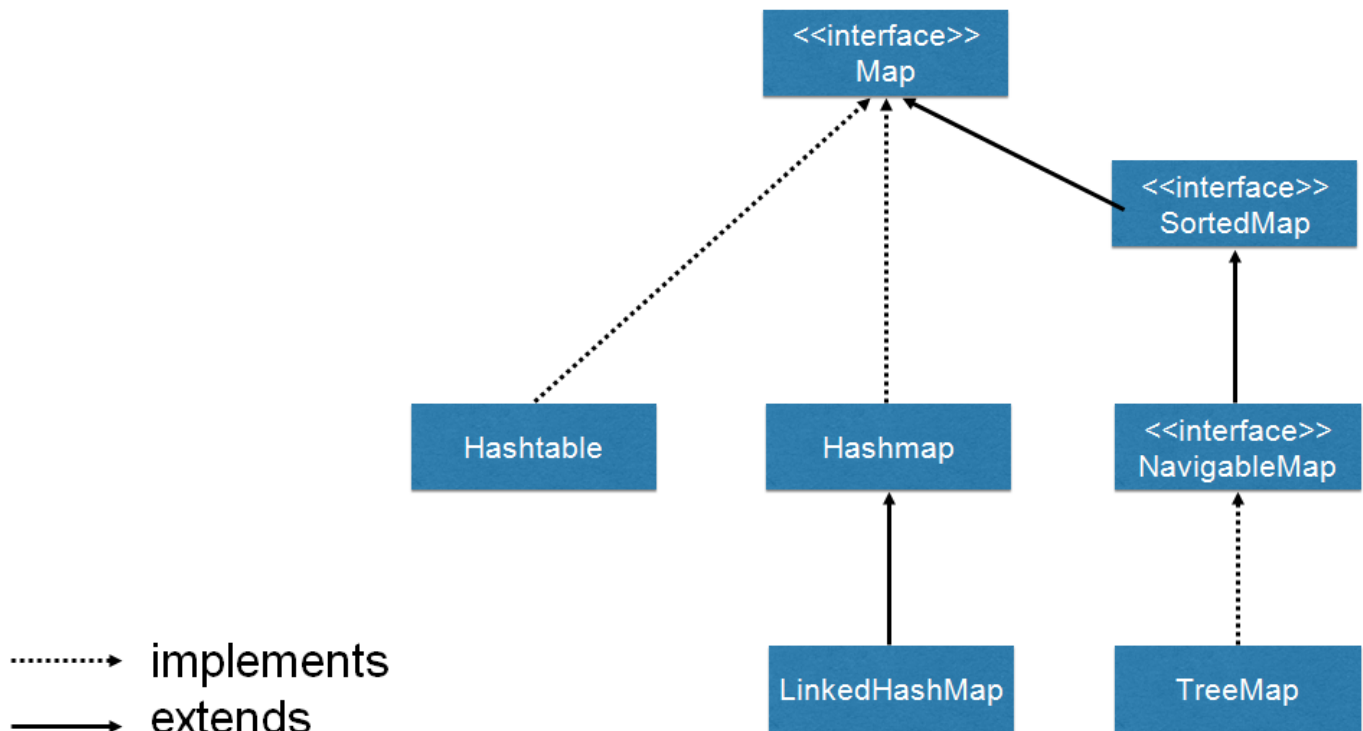 <<interface>>
Map
<<interface>>
SortedMap
Hashtable
Hashmap
<<interface>>
NavigableMap
LinkedHashMap
TreeMap
implements
extends